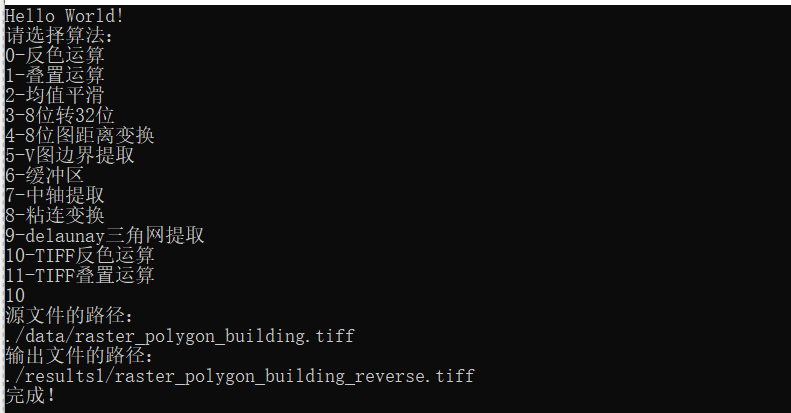 Hello World!
请选择算法：
0-反色运算
1-叠置运算
2-均值平滑
3-8位转32位
4-8位图距离变换
5-V图边界提取
6-缓冲区
7-中轴提取
8-粘连变换
9-delaunay三角网提取
10-TIFF反色运算
11-TIFF叠置运算
10
源文件的路径：
./data/raster_polygon_building.tiff
输出文件的路径：
./results1/raster_polygon_building_reverse.tiff
完成！